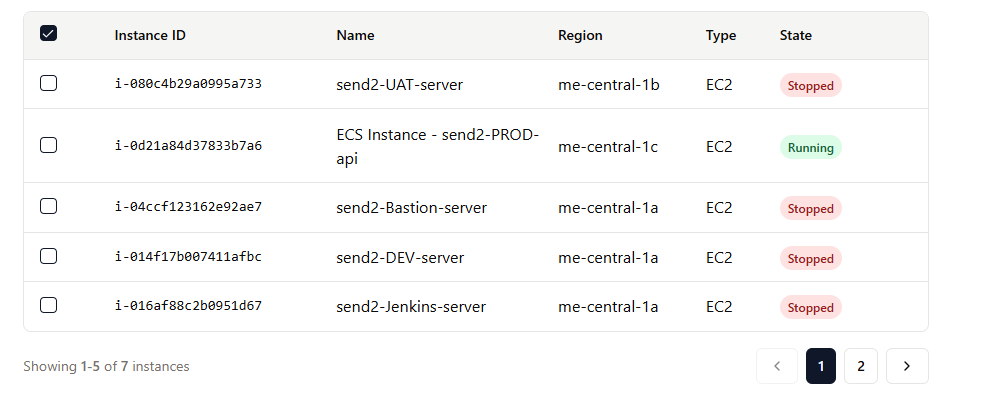 Instance ID Name Region Type State
i-080c4b29a0995a733 send2-UAT-server me-central-1b EC2 Stopped
i-0d21a84d37833b7a6 ECS Instance - send2-PROD-
api me-central-1c EC2 Running
i-04ccf123162e92ae7 send2-Bastion-server me-central-1a EC2 Stopped
i-014f17b007411afbc send2-DEV-server me-central-1a EC2 Stopped
i-016af88c2b0951d67 send2-Jenkins-server me-central-1a EC2 Stopped
Showing 1-5 of 7 instances 1 2